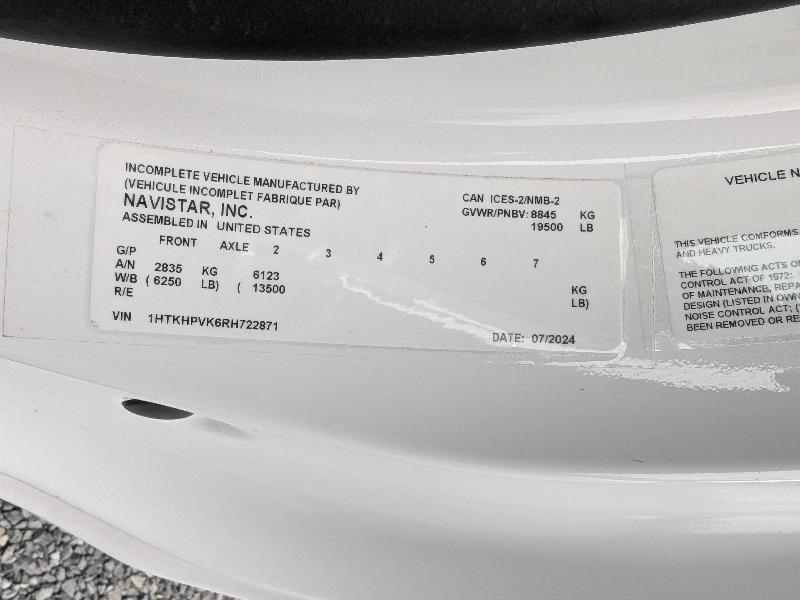 INCOMPLETE VEHICLE MANUFACTURED BY
(VEHICULE INCOMPLET FABRIQUE PAR)
NAVISTAR, INC.
ASSEMBLED IN UNITED STATES
CAN ICES-2/NMB-2
GVWR/PNBV: 8845 KG
19500 LB
FRONT AXLE 2 3 4 5 6 7
G/P
A/N 2835 KG 6123 KG
W/B ( 6250 LB) ( 13500 LB)
R/E
VIN 1HTKHPVK6RH722871
DATE: 07/2024
VEHICLE N
THIS VEHICLE COMFORMS
AND HEAVY TRUCKS.
THE FOLLOWING ACTS OF
CONTROL ACT OF 1972:
OF MAINTENANCE, REPA
DESIGN (LISTED IN OWN
NOISE CONTROL ACT; (
BEEN REMOVED OR RE